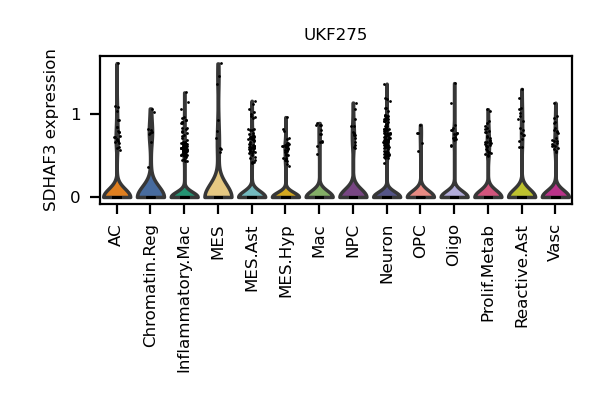 UKF275
SDHAF3 expression
1
0
AC
Chromatin.Reg
Inflammatory.Mac
MES
MES.Ast
MES.Hyp
Mac
NPC
Neuron
OPC
Oligo
Prolif.Metab
Reactive.Ast
Vasc